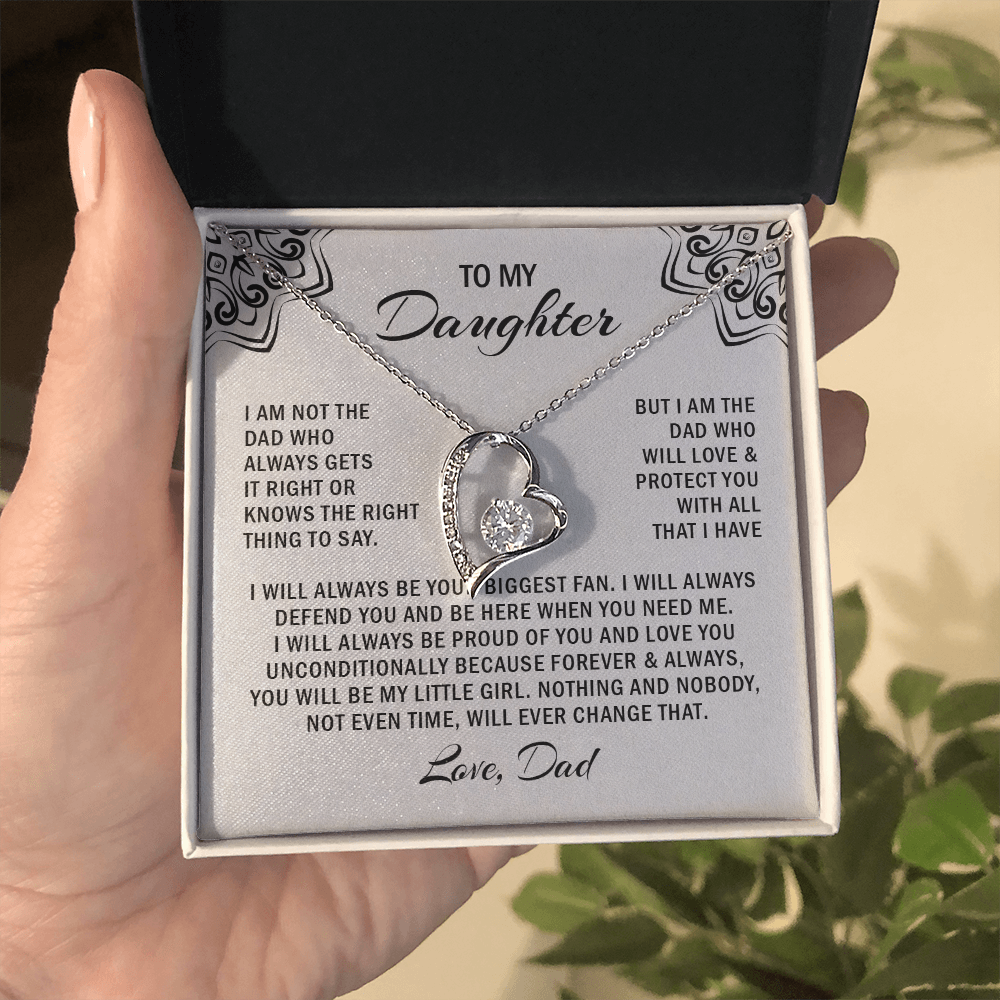 TO MY
Daughter
I AM NOT THE
DAD WHO
ALWAYS GETS
IT RIGHT OR
KNOWS THE RIGHT
THING TO SAY.
BUT I AM THE
DAD WHO
WILL LOVE &
PROTECT YOU
WITH ALL
THAT I HAVE
I WILL ALWAYS BE YOUR BIGGEST FAN. I WILL ALWAYS
DEFEND YOU AND BE HERE WHEN YOU NEED ME.
I WILL ALWAYS BE PROUD OF YOU AND LOVE YOU
UNCONDITIONALLY BECAUSE FOREVER & ALWAYS,
YOU WILL BE MY LITTLE GIRL. NOTHING AND NOBODY,
NOT EVEN TIME, WILL EVER CHANGE THAT.
Love, Dad